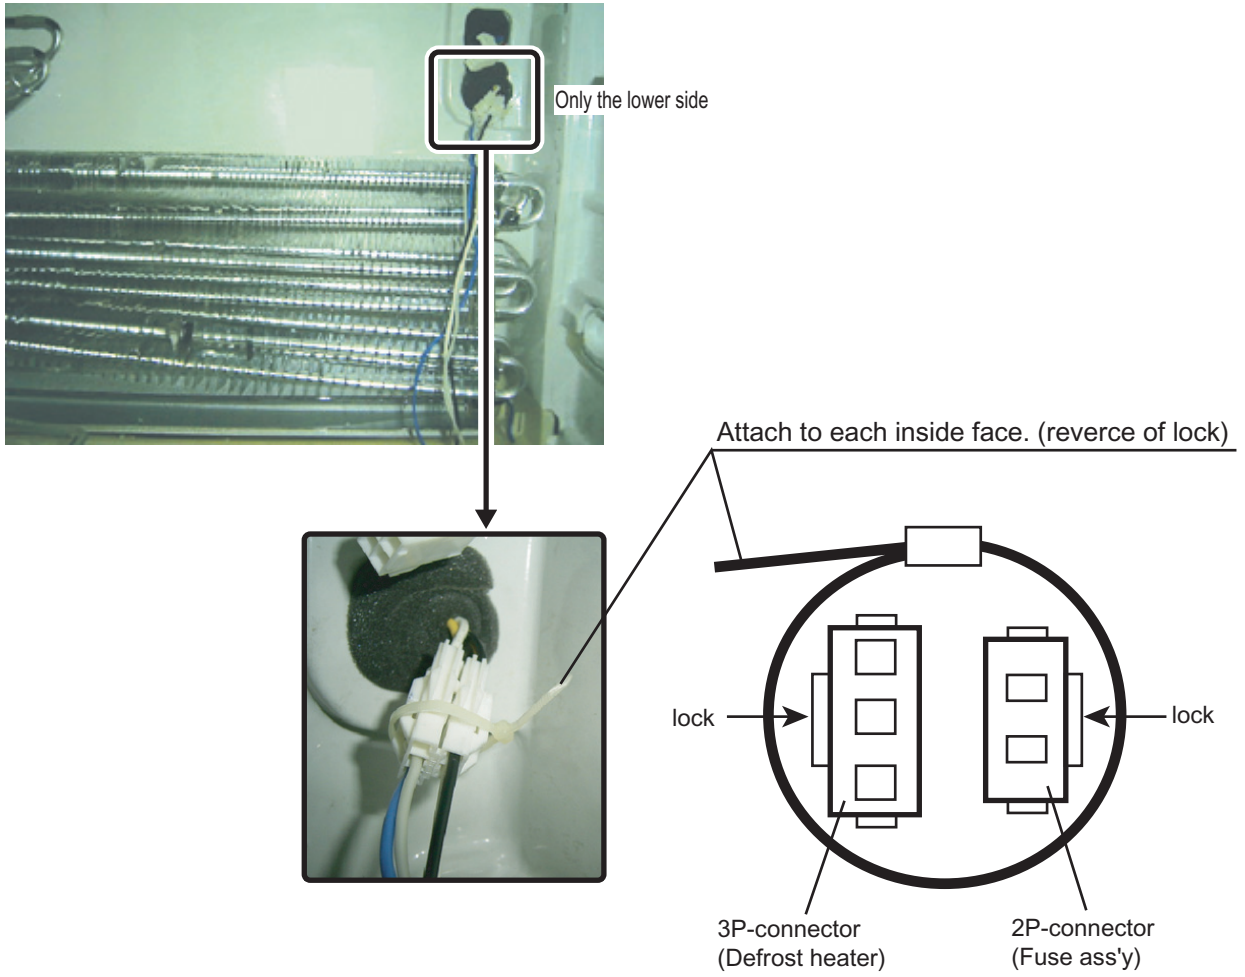 Only the lower side
Attach to each inside face. (reverce of lock)
lock
lock
3P-connector
(Defrost heater)
2P-connector
(Fuse ass'y)